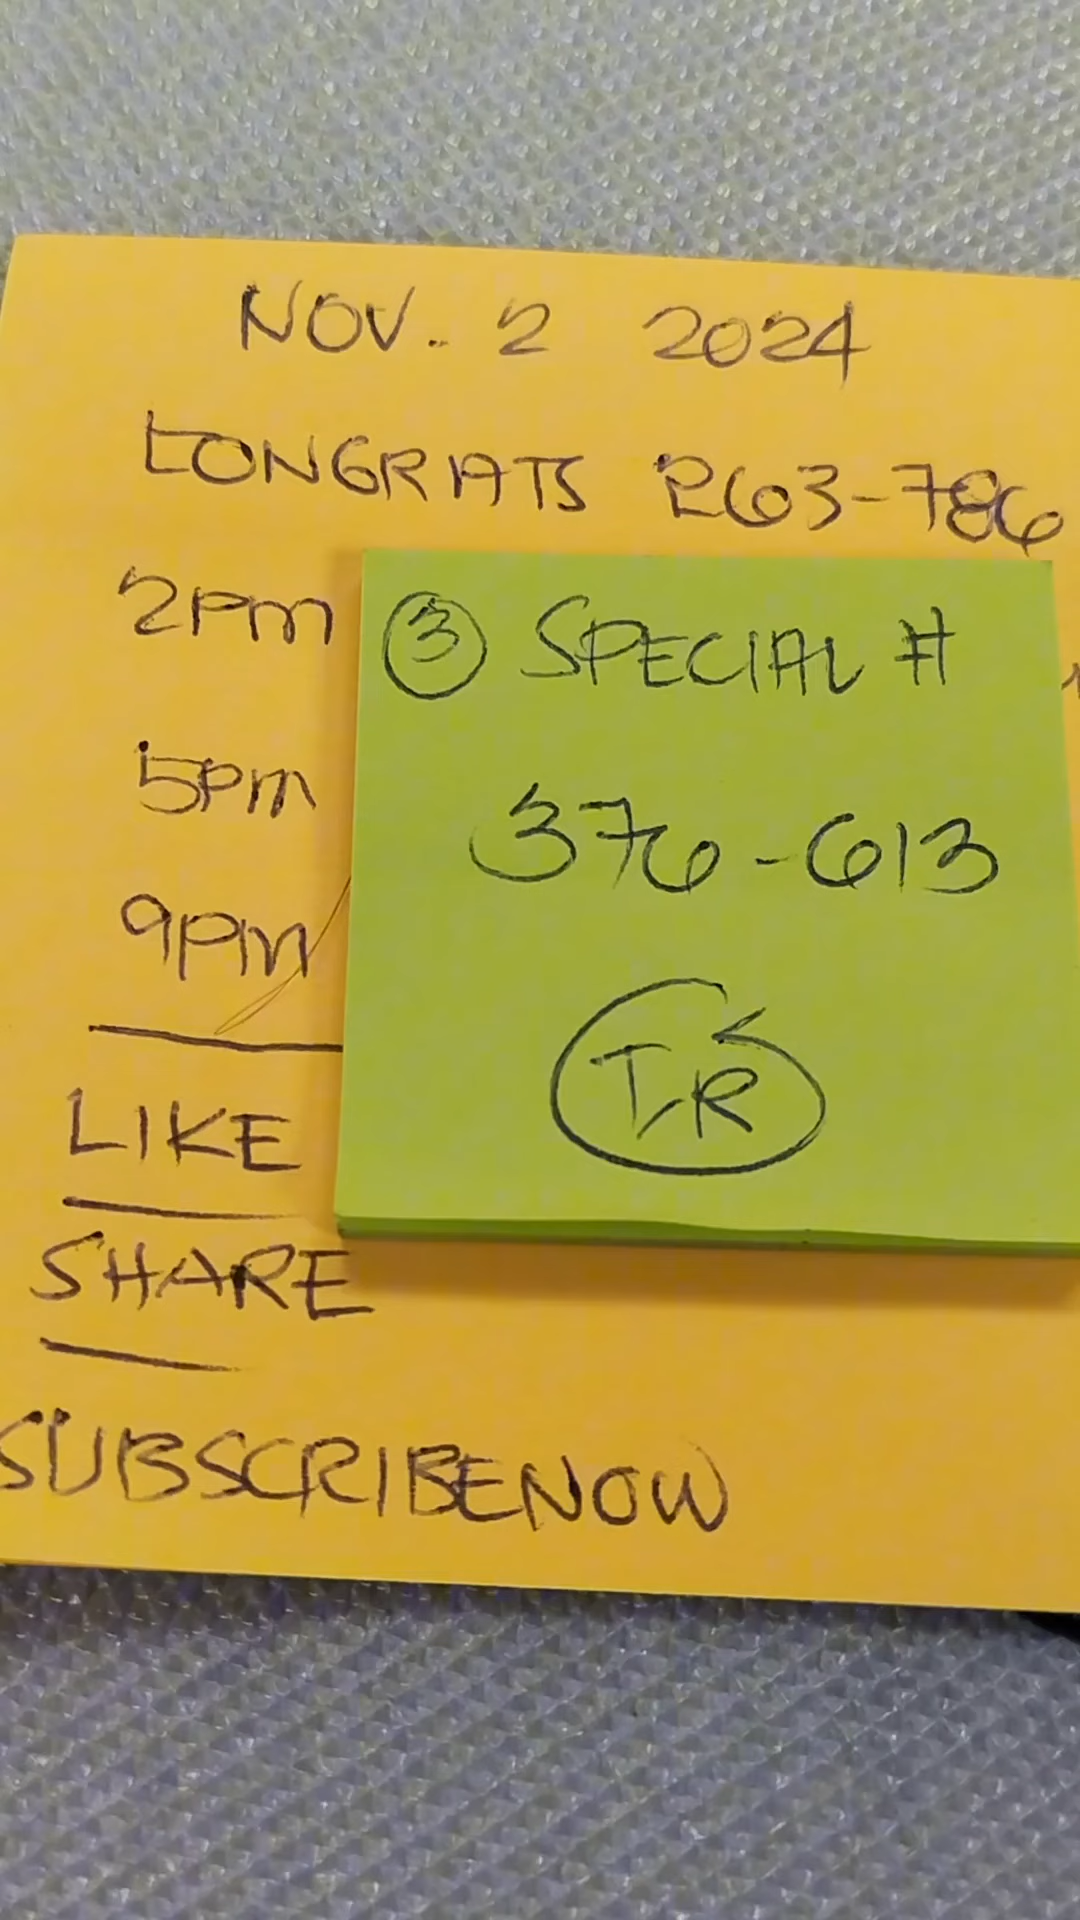 NOV. 2 2024
CONGRATS 263-786
2pm
5pm
9pm
③ SPECIAL #
376-613
T,R
LIKE
SHARE
SUBSCRIBENOW